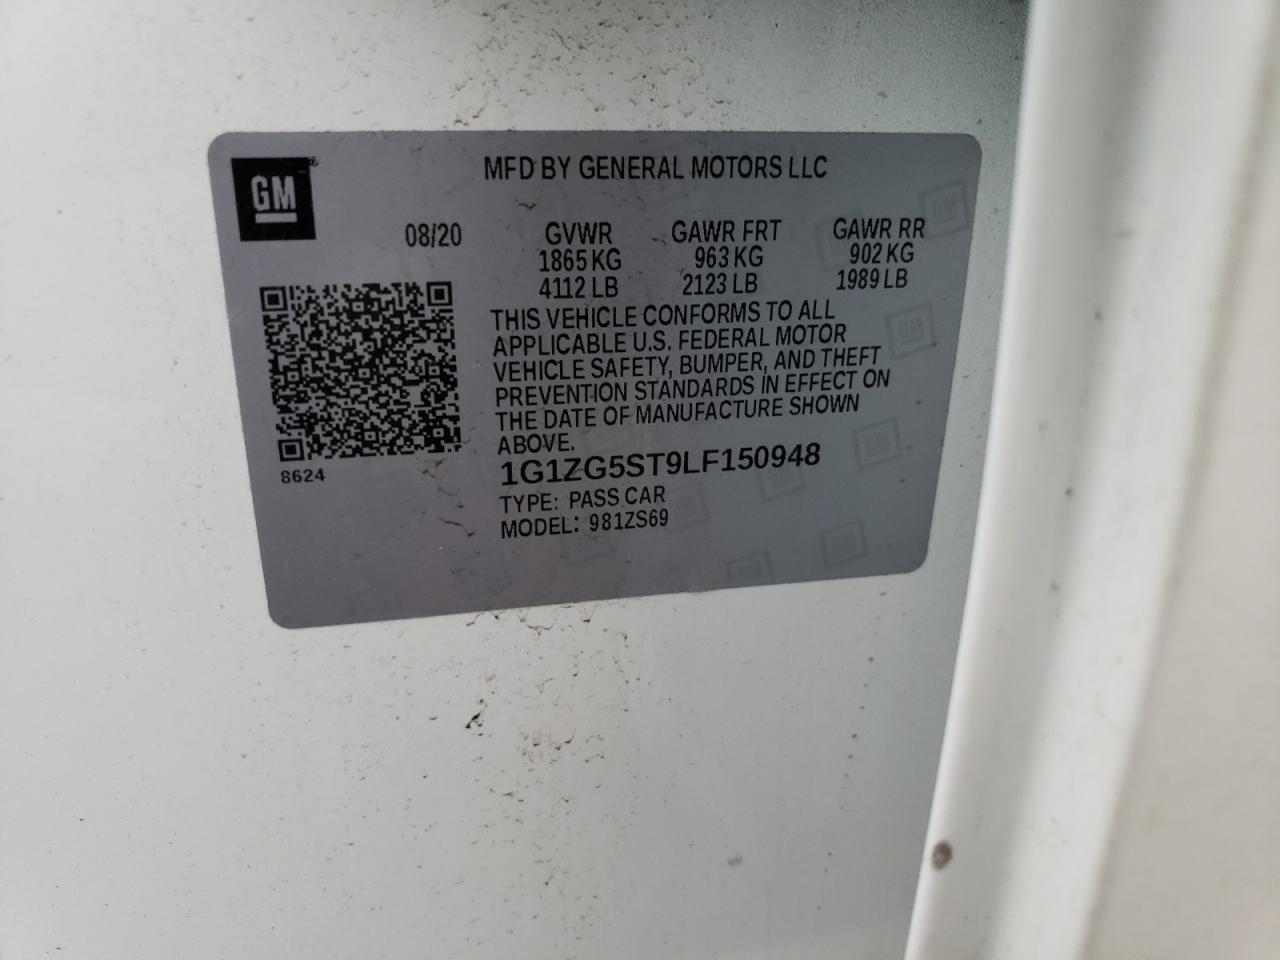 MFD BY GENERAL MOTORS LLC
GM®
08/20
GVWR GAWR FRT GAWR RR
1865 KG 963 KG 902 KG
4112 LB 2123 LB 1989 LB
THIS VEHICLE CONFORMS TO ALL
APPLICABLE U.S. FEDERAL MOTOR
VEHICLE SAFETY, BUMPER, AND THEFT
PREVENTION STANDARDS IN EFFECT ON
THE DATE OF MANUFACTURE SHOWN
ABOVE.
8624
1G1ZG5ST9LF150948
TYPE: PASS CAR
MODEL: 981ZS69